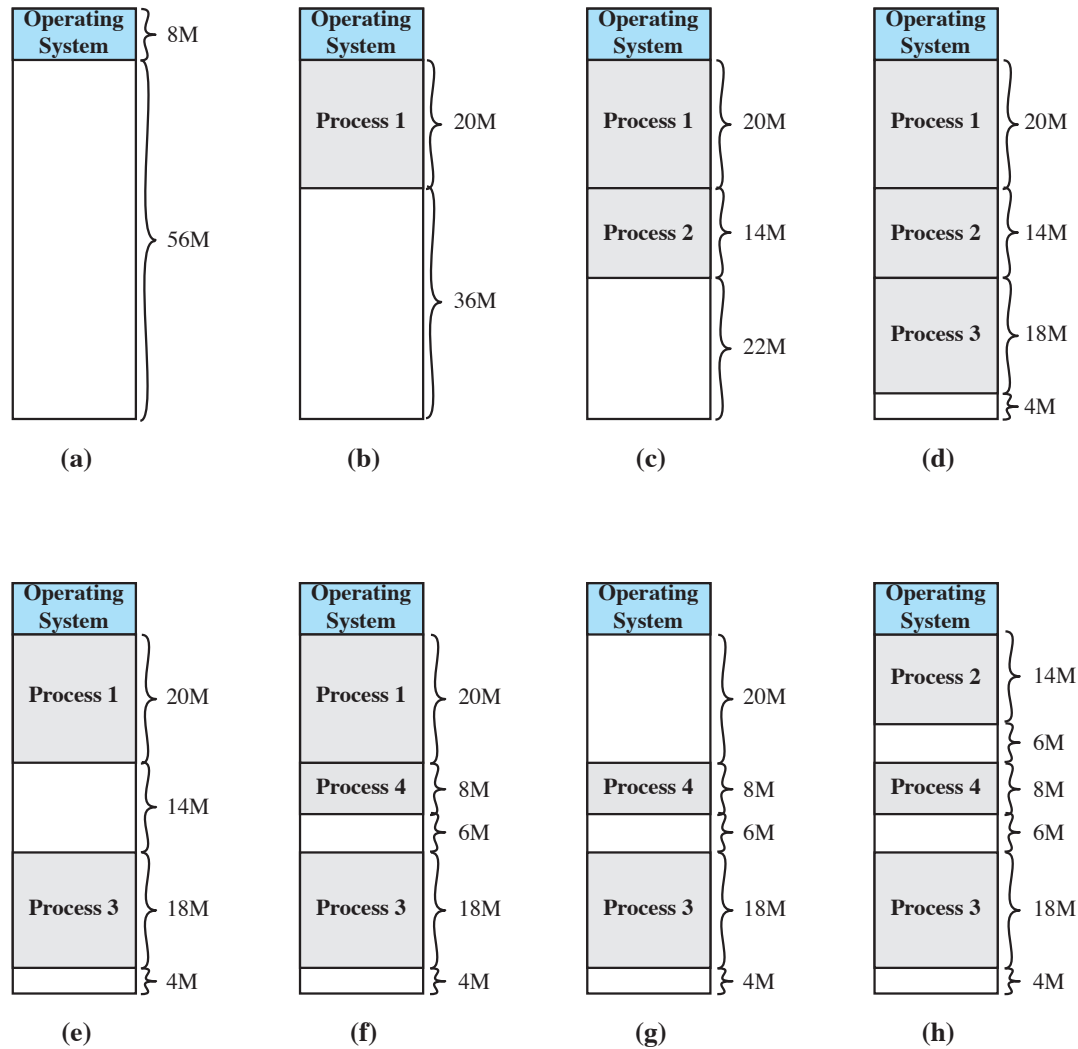 Operating
System
8M
56M
(a)
Operating
System
Process 1
20M
36M
(b)
Operating
System
Process 1
20M
Process 2
14M
22M
(c)
Operating
System
Process 1
20M
Process 2
14M
Process 3
18M
4M
(d)
Operating
System
Process 1
20M
14M
Process 3
18M
4M
(e)
Operating
System
Process 1
20M
Process 4
8M
6M
Process 3
18M
4M
(f)
Operating
System
20M
Process 4
8M
6M
Process 3
18M
4M
(g)
Operating
System
Process 2
14M
6M
Process 4
8M
6M
Process 3
18M
4M
(h)